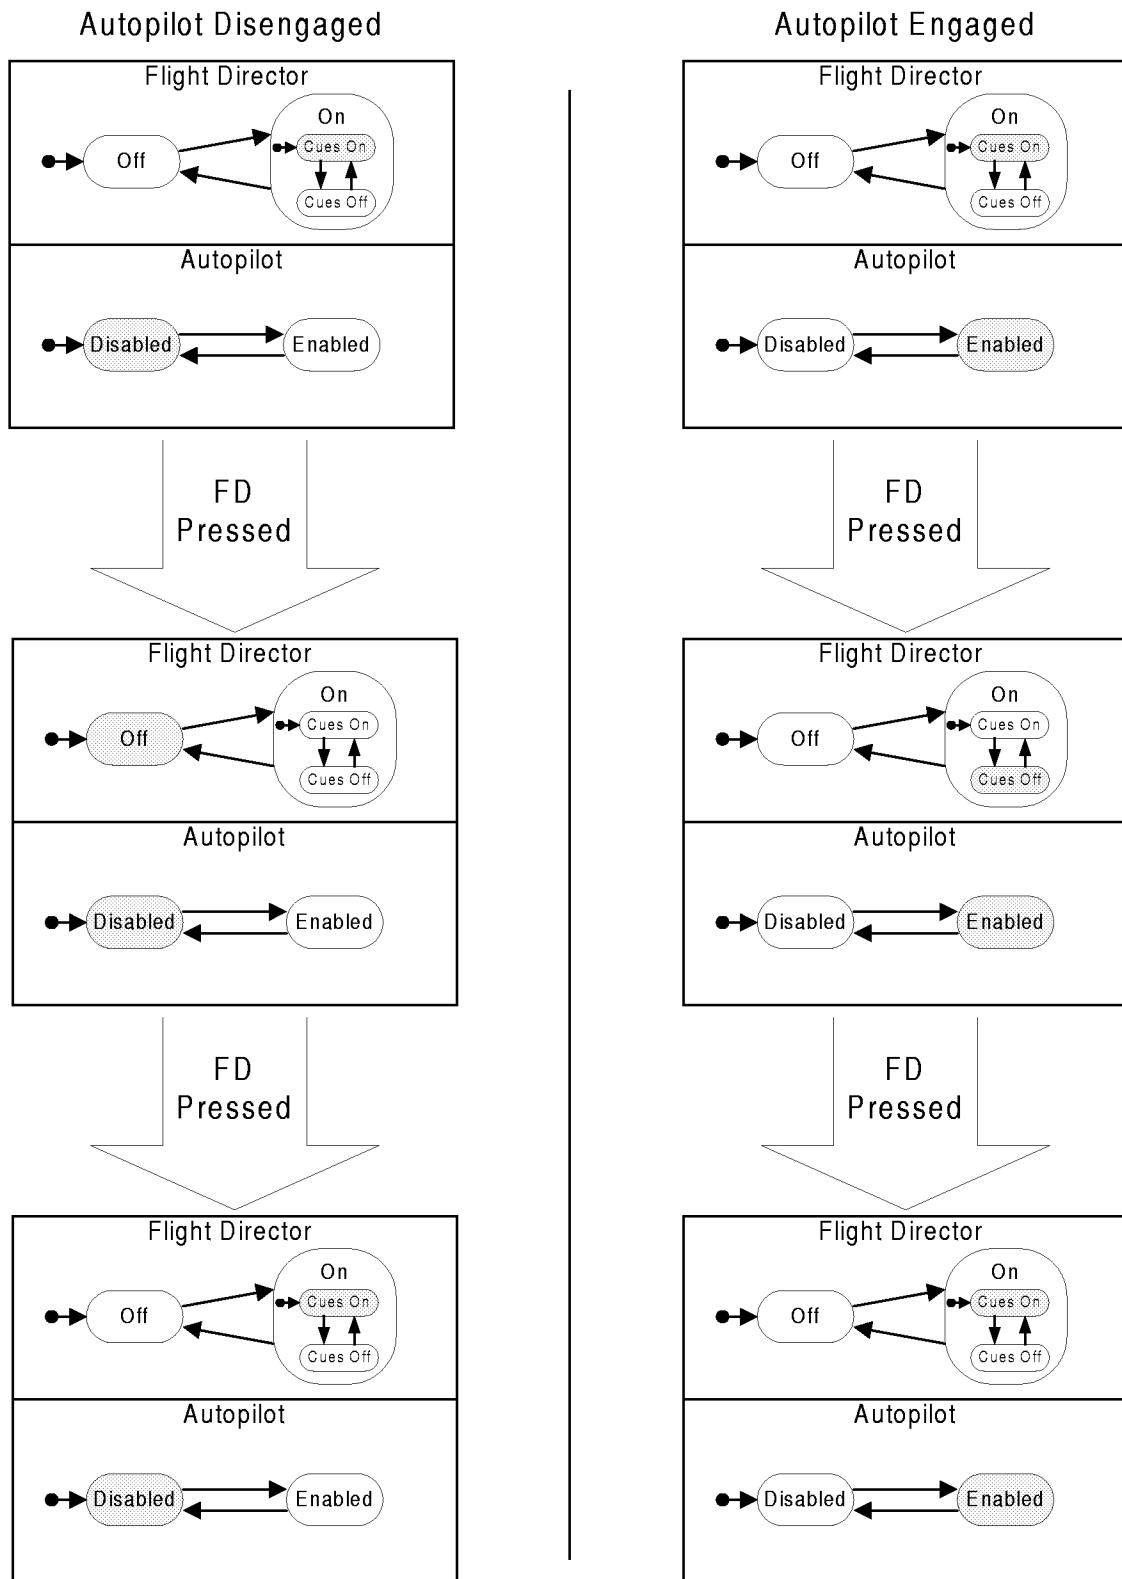 Autopilot Disengaged
Flight Director
On
Off
Cues On
Cues Off
Autopilot
Disabled
Enabled
FD
Pressed
Flight Director
On
Cues On
Off
Cues Off
Autopilot
Disabled
Enabled
FD
Pressed
Flight Director
On
Cues On
Off
Cues Off
Autopilot
Disabled
Enabled
Autopilot Engaged
Flight Director
On
Off
Cues On
Cues Off
Autopilot
Disabled
Enabled
FD
Pressed
Flight Director
On
Cues On
Off
Cues Off
Autopilot
Disabled
Enabled
FD
Pressed
Flight Director
On
Cues On
Off
Cues Off
Autopilot
Disabled
Enabled